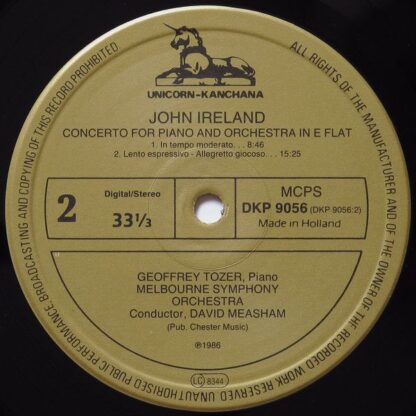 UNICORN-KANCHANA
JOHN IRELAND
CONCERTO FOR PIANO AND ORCHESTRA IN E FLAT
1. In tempo moderato. . . 8:46
2. Lento espressivo - Allegretto giocoso. . . 15:25
2
Digital/Stereo
33⅓
MCPS
DKP 9056 (DKP 9056:2)
Made in Holland
GEOFFREY TOZER, Piano
MELBOURNE SYMPHONY
ORCHESTRA
Conductor, DAVID MEASHAM
(Pub. Chester Music)
℗1986
LC 8344
ALL RIGHTS OF THE MANUFACTURER AND OF THE OWNER OF THE RECORDED WORK RESERVED UNAUTHORISED PUBLIC PERFORMANCE BROADCASTING AND COPYING OF THIS RECORD PROHIBITED